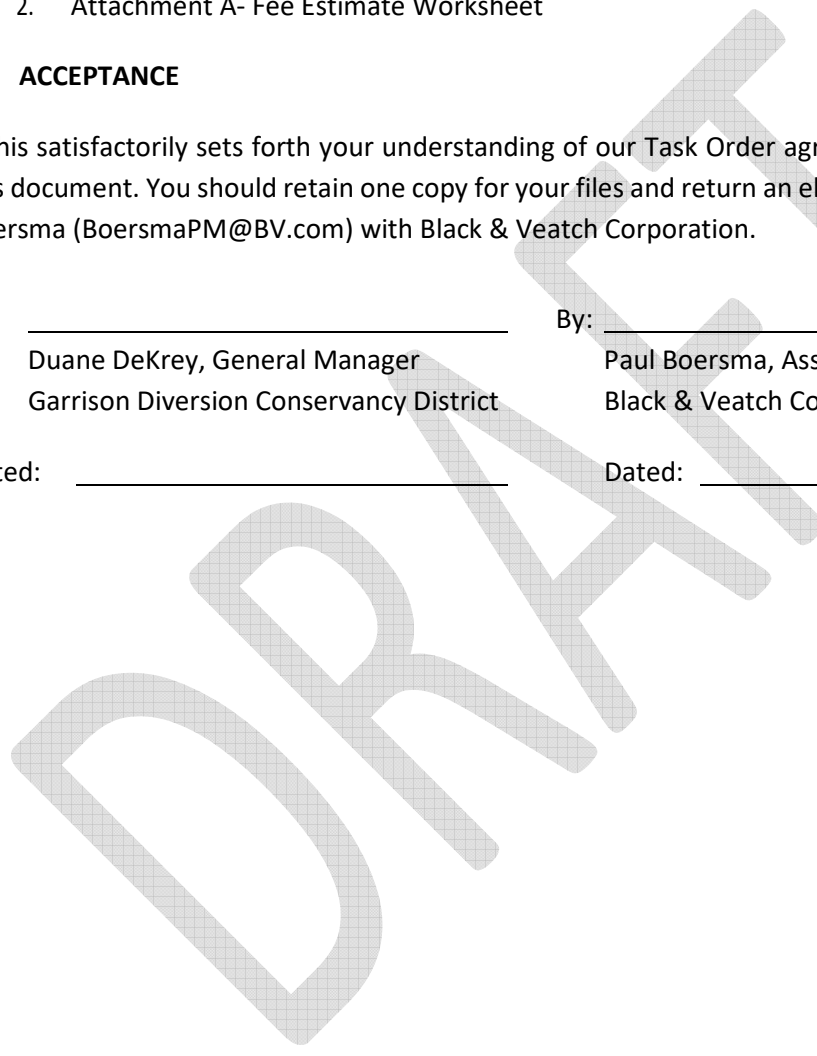 2. Attachment A- Fee Estimate Worksheet
ACCEPTANCE
his satisfactorily sets forth your understanding of our Task Order agr
s document. You should retain one copy for your files and return an el
ersma (BoersmaPM@BV.com) with Black & Veatch Corporation.
By:
Duane DeKrey, General Manager Paul Boersma, Ass
Garrison Diversion Conservancy District Black & Veatch Co
ted: Dated:
DRAFT